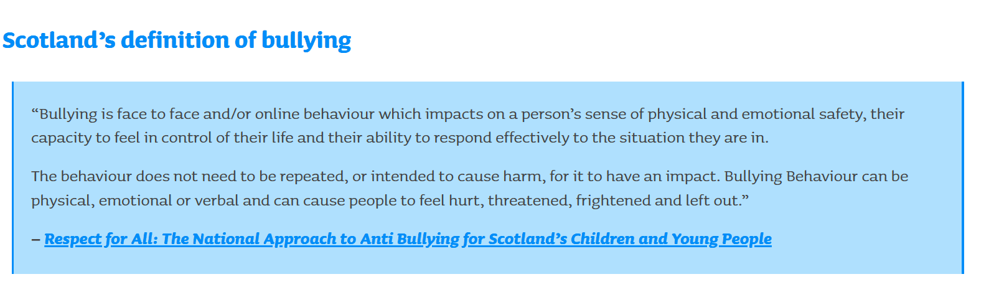 Scotland’s definition of bullying
“Bullying is face to face and/or online behaviour which impacts on a person’s sense of physical and emotional safety, their
capacity to feel in control of their life and their ability to respond effectively to the situation they are in.
The behaviour does not need to be repeated, or intended to cause harm, for it to have an impact. Bullying Behaviour can be
physical, emotional or verbal and can cause people to feel hurt, threatened, frightened and left out.”
– Respect for All: The National Approach to Anti Bullying for Scotland’s Children and Young People